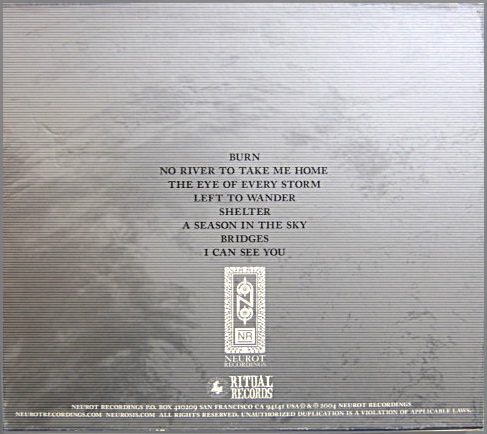 BURN
NO RIVER TO TAKE ME HOME
THE EYE OF EVERY STORM
LEFT TO WANDER
SHELTER
A SEASON IN THE SKY
BRIDGES
I CAN SEE YOU
NR
NEUROT
RECORDINGS
RITUAL
RECORDS
NEUROT RECORDINGS P.O. BOX 410209 SAN FRANCISCO CA 94141 USA ℗ & © 2004 NEUROT RECORDINGS
NEUROTRECORDINGS.COM NEUROSIS.COM ALL RIGHTS RESERVED. UNAUTHORIZED DUPLICATION IS A VIOLATION OF APPLICABLE LAWS.